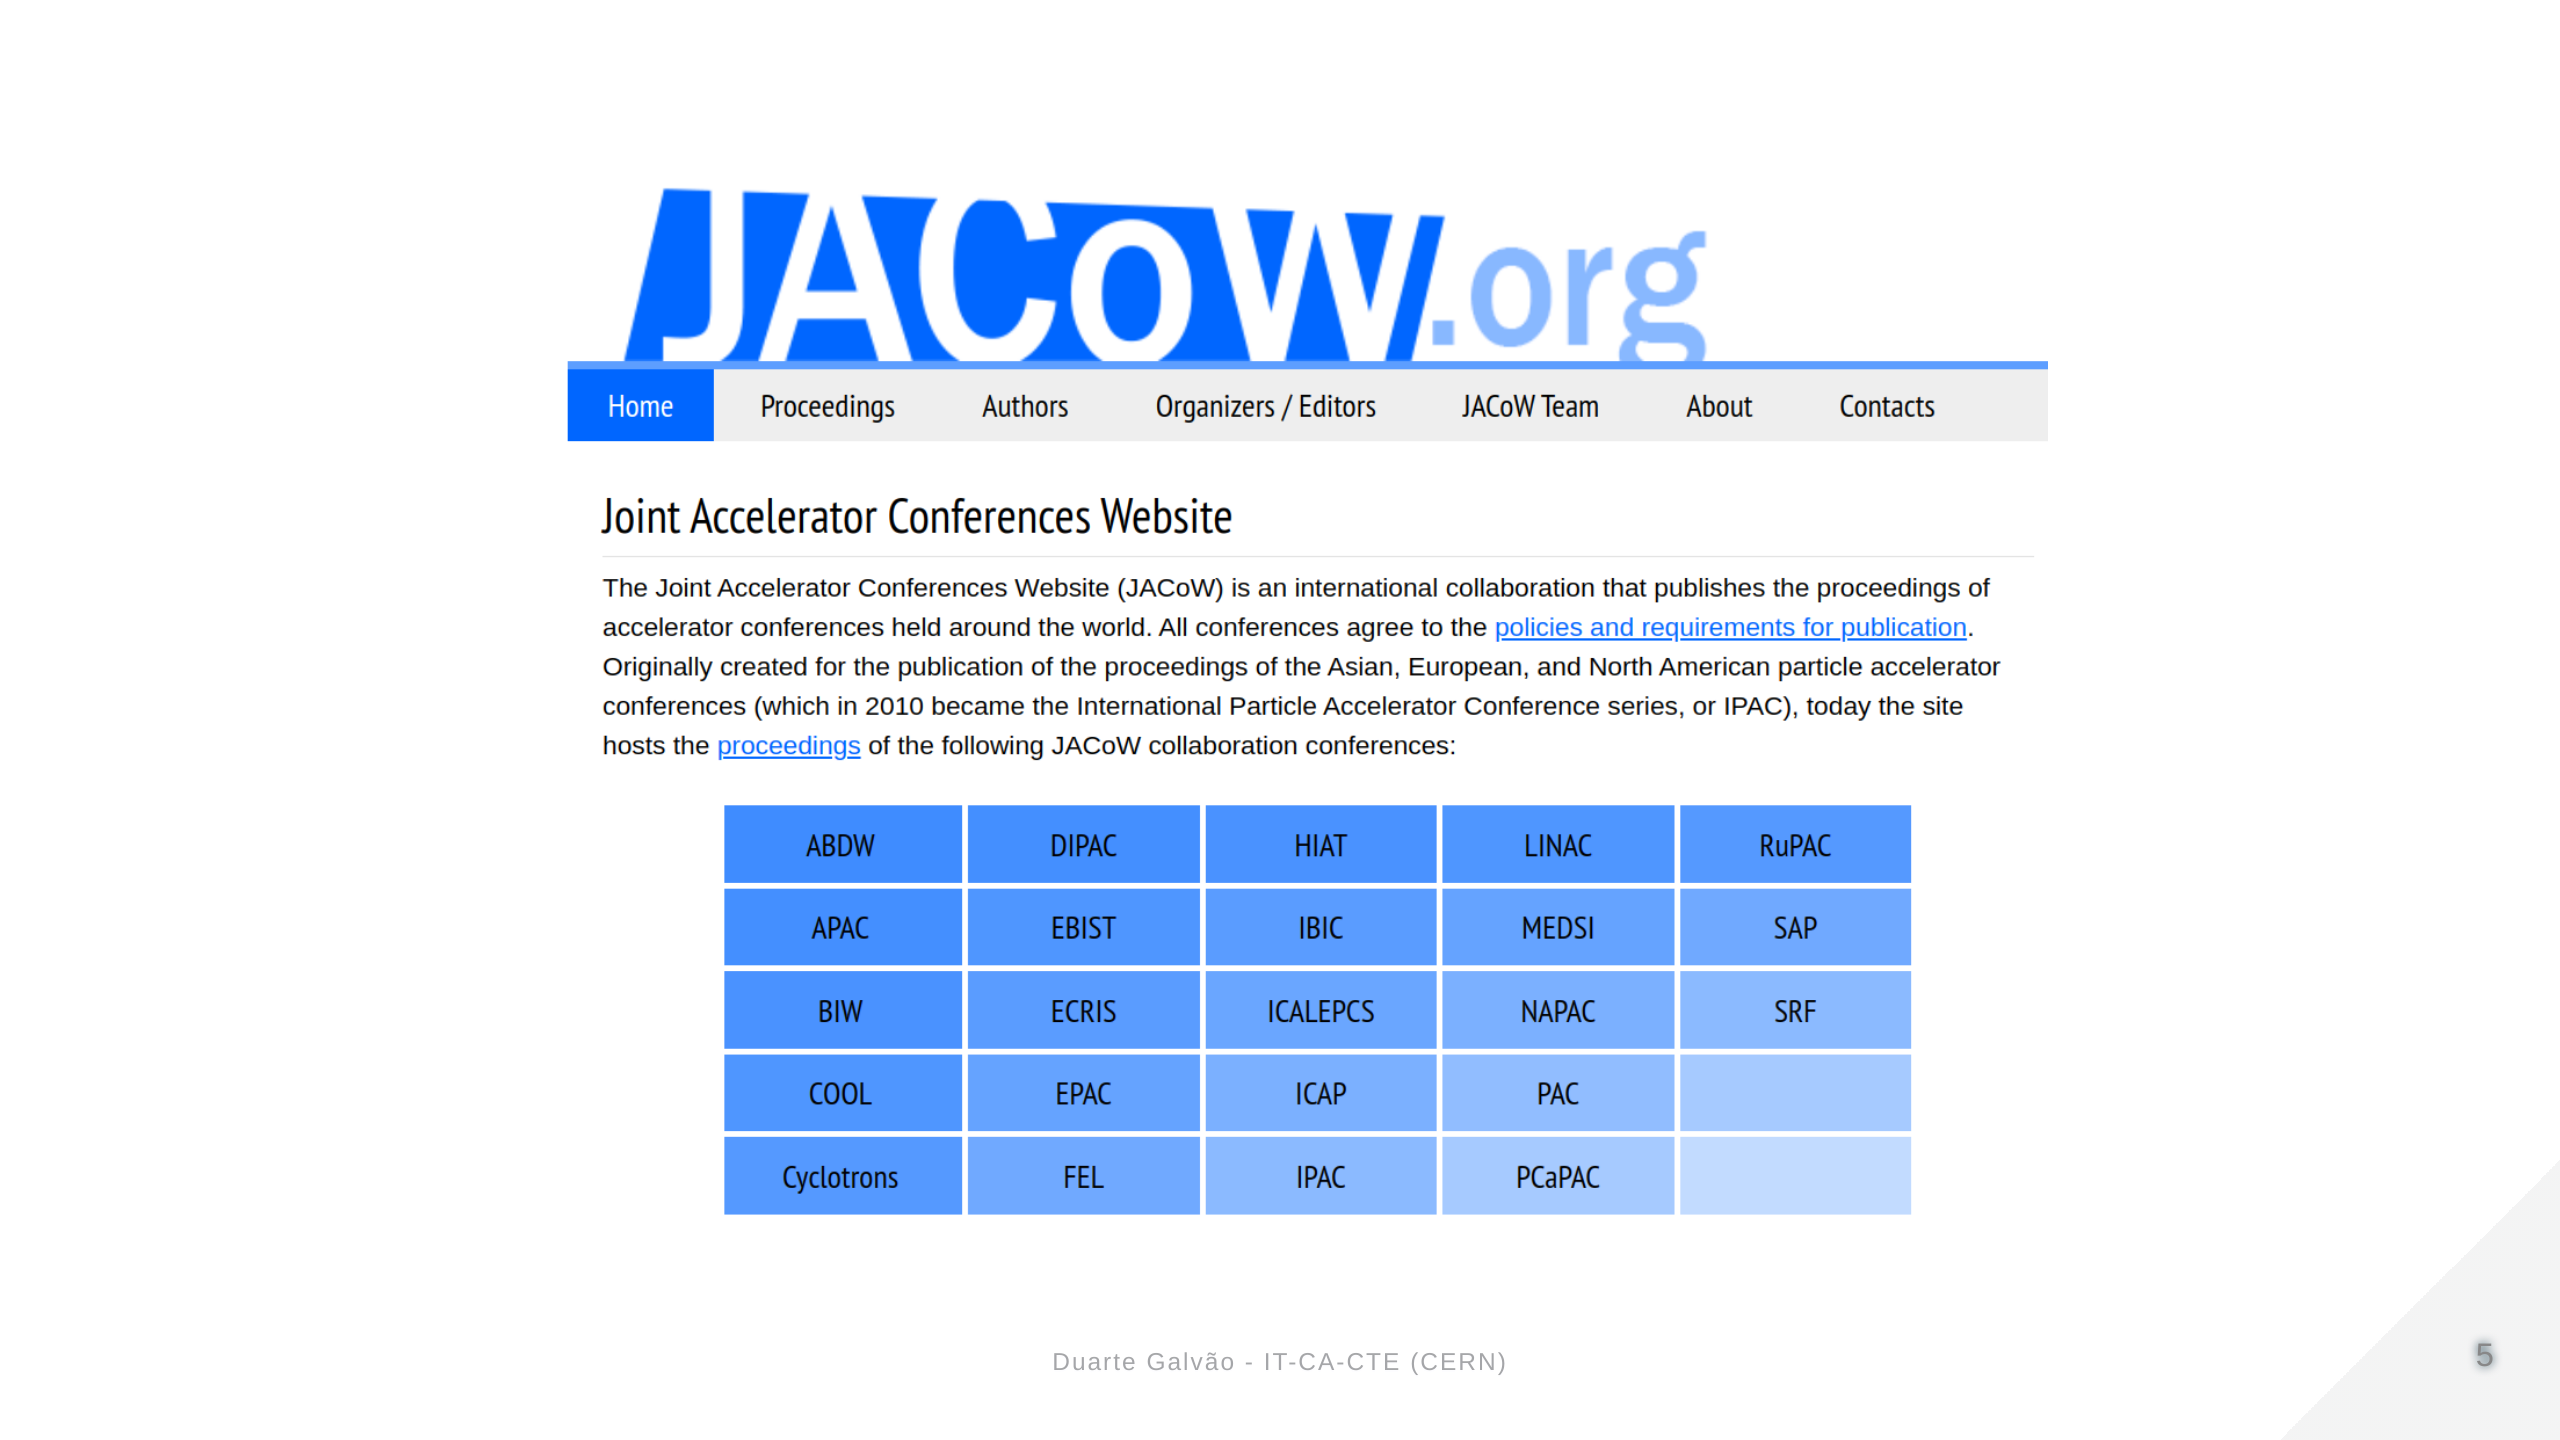 JACoW.org
Home Proceedings Authors Organizers / Editors JACoW Team About Contacts
Joint Accelerator Conferences Website
The Joint Accelerator Conferences Website (JACoW) is an international collaboration that publishes the proceedings of
accelerator conferences held around the world. All conferences agree to the policies and requirements for publication.
Originally created for the publication of the proceedings of the Asian, European, and North American particle accelerator
conferences (which in 2010 became the International Particle Accelerator Conference series, or IPAC), today the site
hosts the proceedings of the following JACoW collaboration conferences:
ABDW DIPAC HIAT LINAC RuPAC
APAC EBIST IBIC MEDSI SAP
BIW ECRIS ICALEPCS NAPAC SRF
COOL EPAC ICAP PAC
Cyclotrons FEL IPAC PCaPAC
Duarte Galvão - IT-CA-CTE (CERN)
5